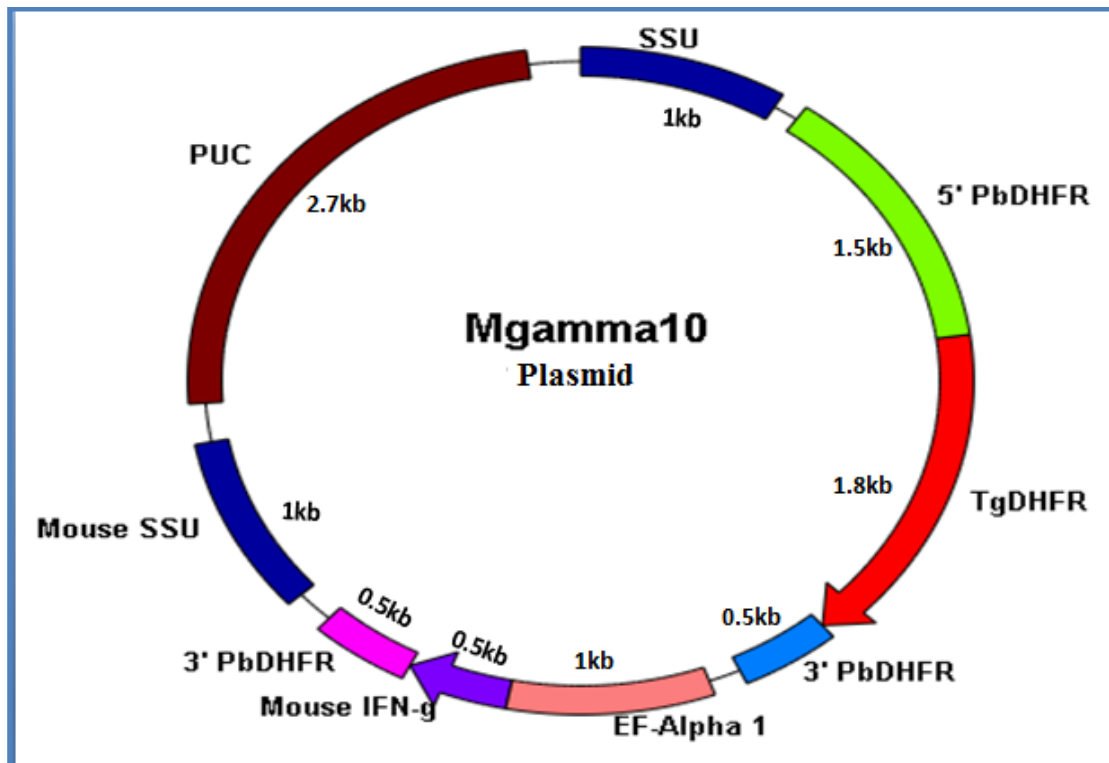 SSU
1kb
PUC
2.7kb
5' PbDHFR
1.5kb
Mgamma10
Plasmid
1.8kb
TgDHFR
Mouse SSU
1kb
0.5kb
0.5kb
1kb
0.5kb
3' PbDHFR
3' PbDHFR
Mouse IFN-g
EF-Alpha 1